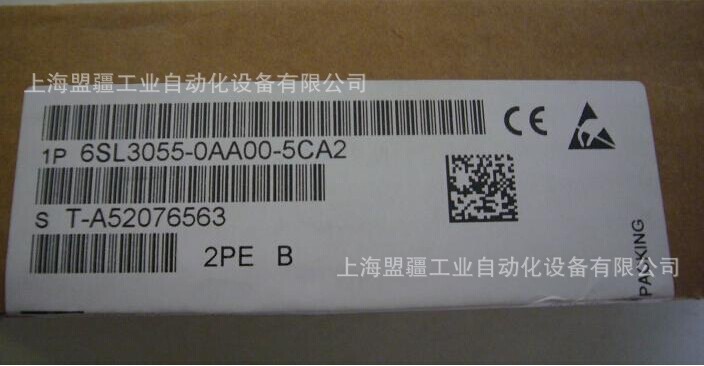 上海盟疆工业自动化设备有限公司
1P 6SL3055-0AA00-5CA2
CE
S T-A52076563
2PE B
上海盟疆工业自动化设备有限公司
PACKING